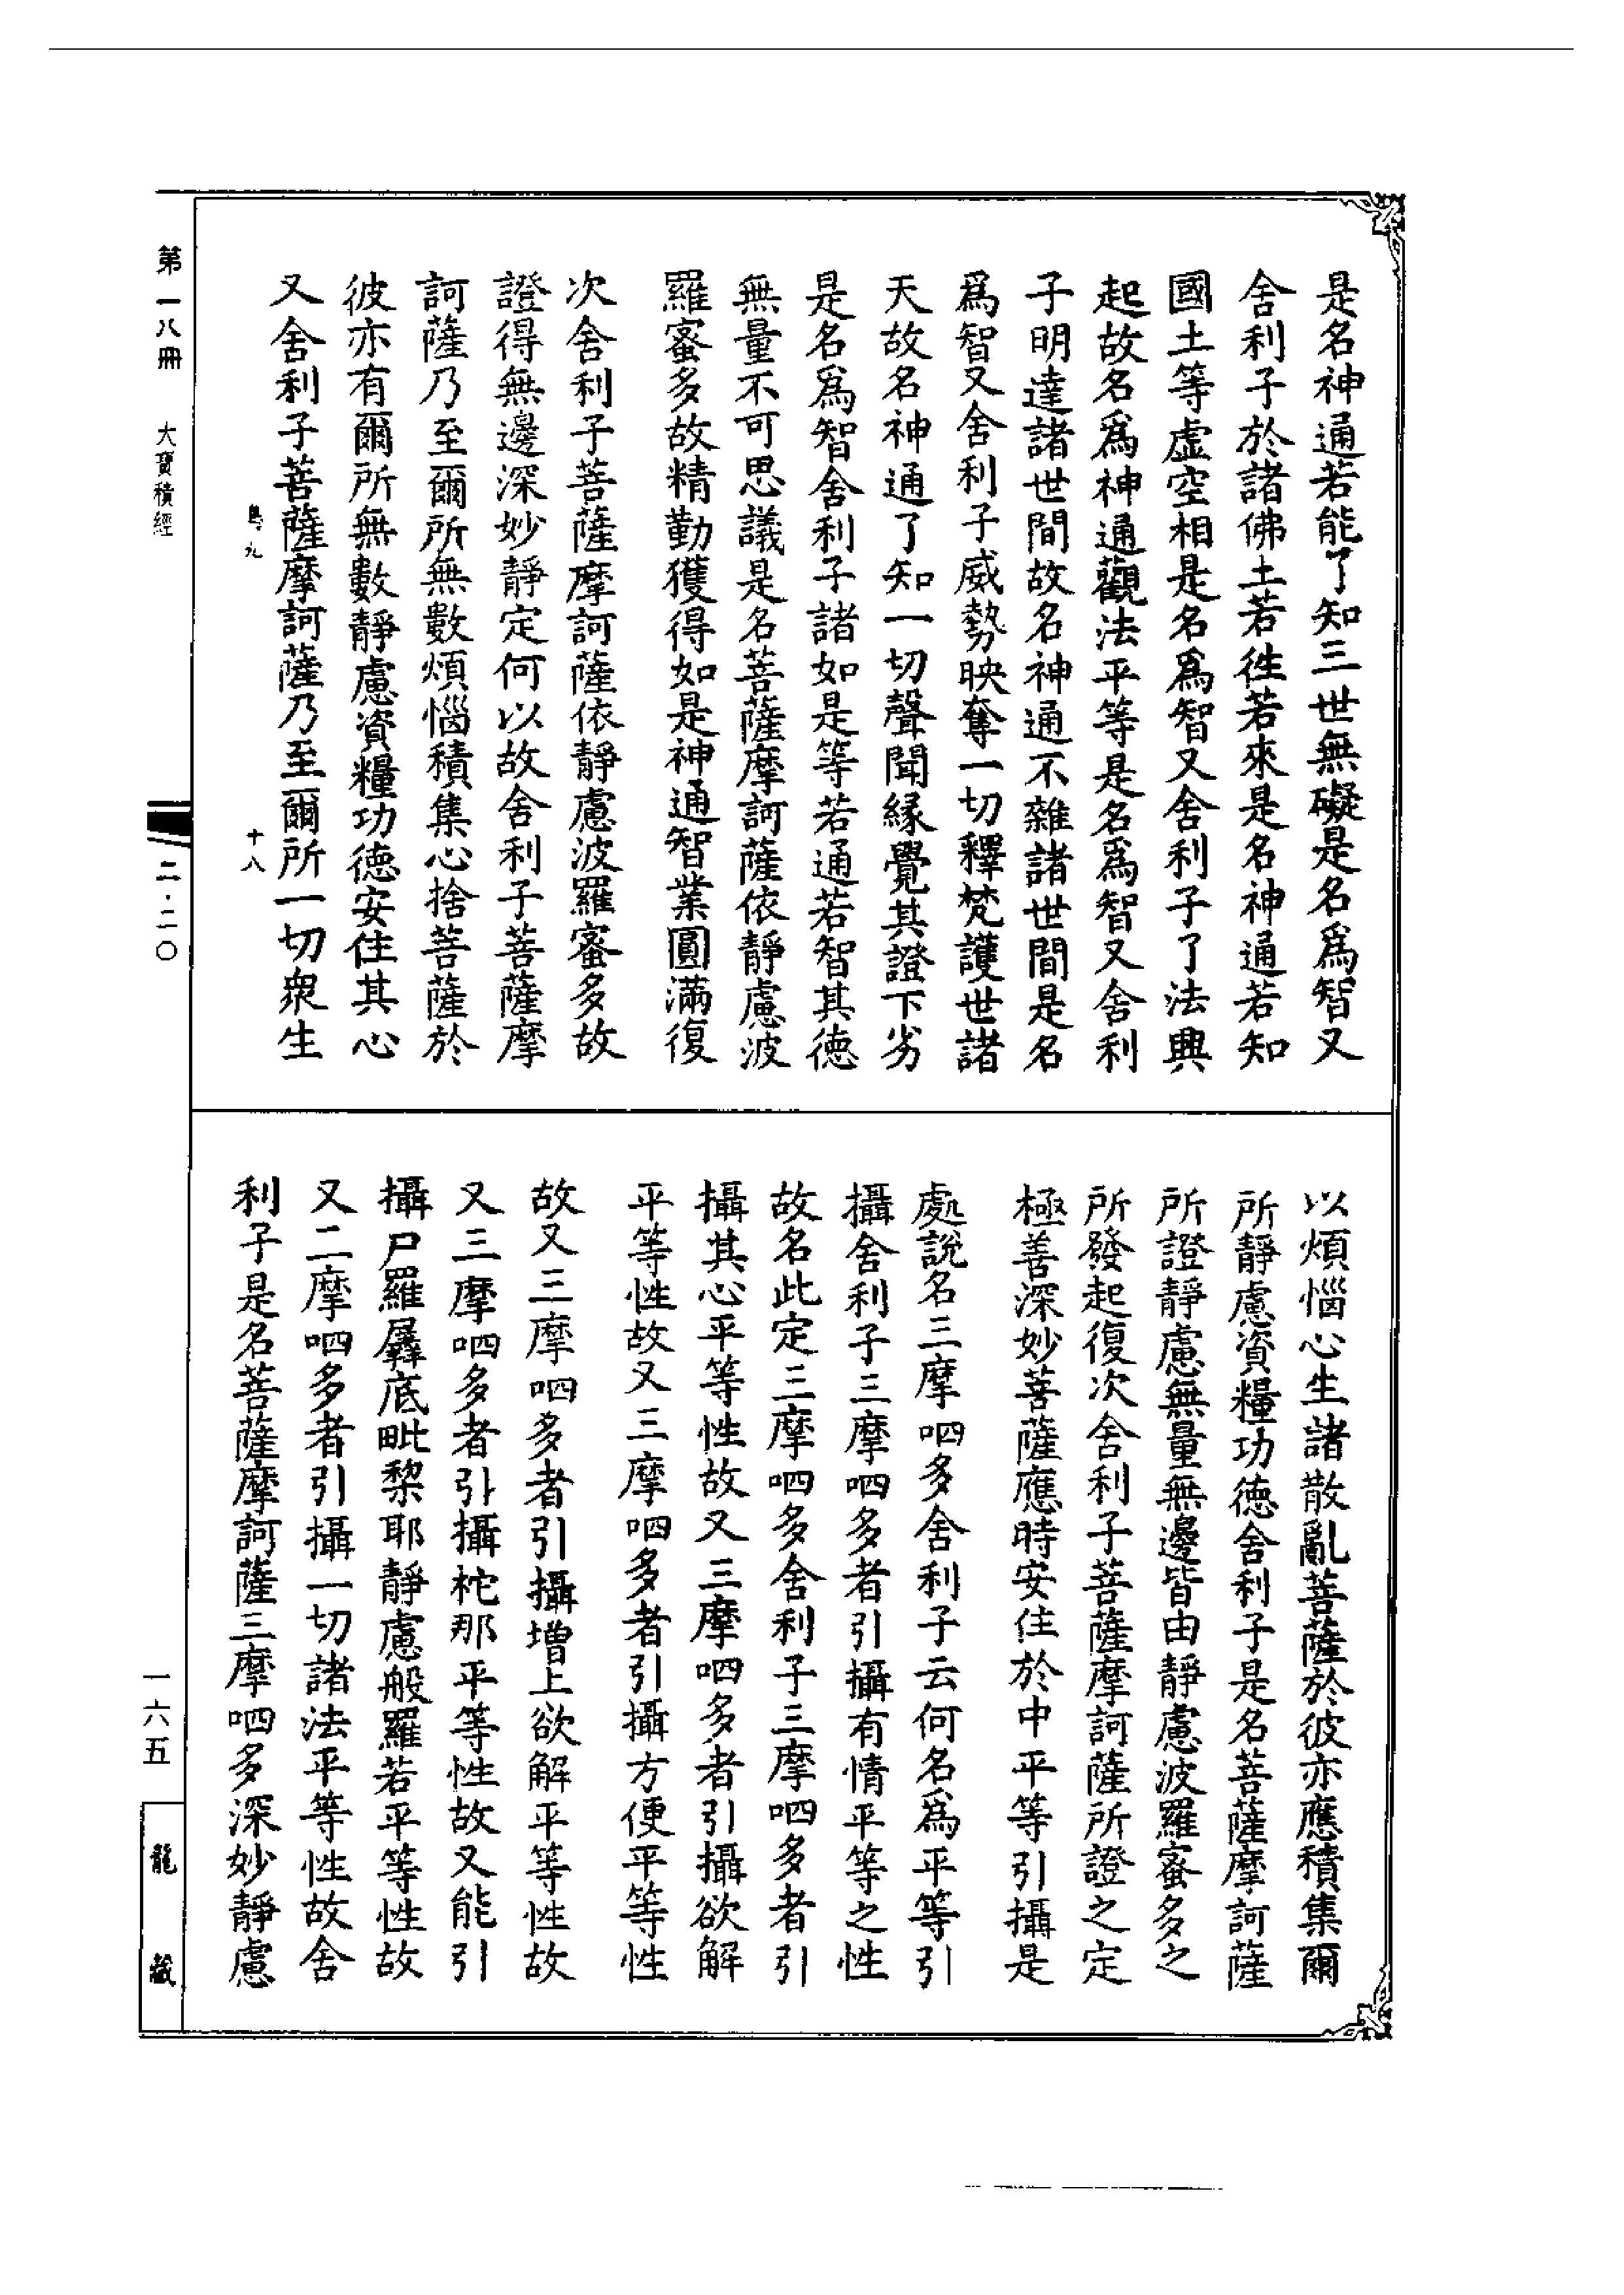 是名神通若能了知三世無礙是名爲智又
舍利子於諸佛土若徃若來是名神通若知
國土等虚空相是名爲智又舍利子了法興
起故名爲神通觀法平等是名爲智又舍利
子明達諸世間故名神通不雜諸世間是名
爲智又舍利子威勢映奪一切釋梵護世諸
天故名神通了知一切聲聞緣覺其證下劣
是名爲智舍利子諸如是等若通若智其德
無量不可思議是名菩薩摩訶薩依靜慮波
羅蜜多故精勤獲得如是神通智業圓滿復
次舍利子菩薩摩訶薩依靜慮波羅蜜多故
證得無邊深妙靜定何以故舍利子菩薩摩
訶薩乃至爾所無數煩惱積集心捨菩薩於
彼亦有爾所無數靜慮資糧功德安住其心
又舍利子菩薩摩訶薩乃至爾所一切衆生
九 十八
以煩惱心生諸散亂菩薩於彼亦應積集爾
所靜慮資糧功德舍利子是名菩薩摩訶薩
所證靜慮無量無邊皆由靜慮波羅蜜多之
所發起復次舍利子菩薩摩訶薩所證之定
極善深妙菩薩應時安住於中平等引攝是
處說名三摩呬多舍利子云何名爲平等引
攝舍利子三摩呬多者引攝有情平等之性
故名此定三摩呬多舍利子三摩呬多者引
攝其心平等性故又三摩呬多者引攝欲解
平等性故又三摩呬多者引攝方便平等性
故又三摩呬多者引攝增上欲解平等性故
又三摩呬多者引攝柁那平等性故又能引
攝尸羅羼底毗棃耶靜慮般羅若平等性故
又二摩呬多者引攝一切諸法平等性故舍
利子是名菩薩摩訶薩三摩呬多深妙靜慮
第一八冊 大寶積經
二·二〇
一六五
龍藏